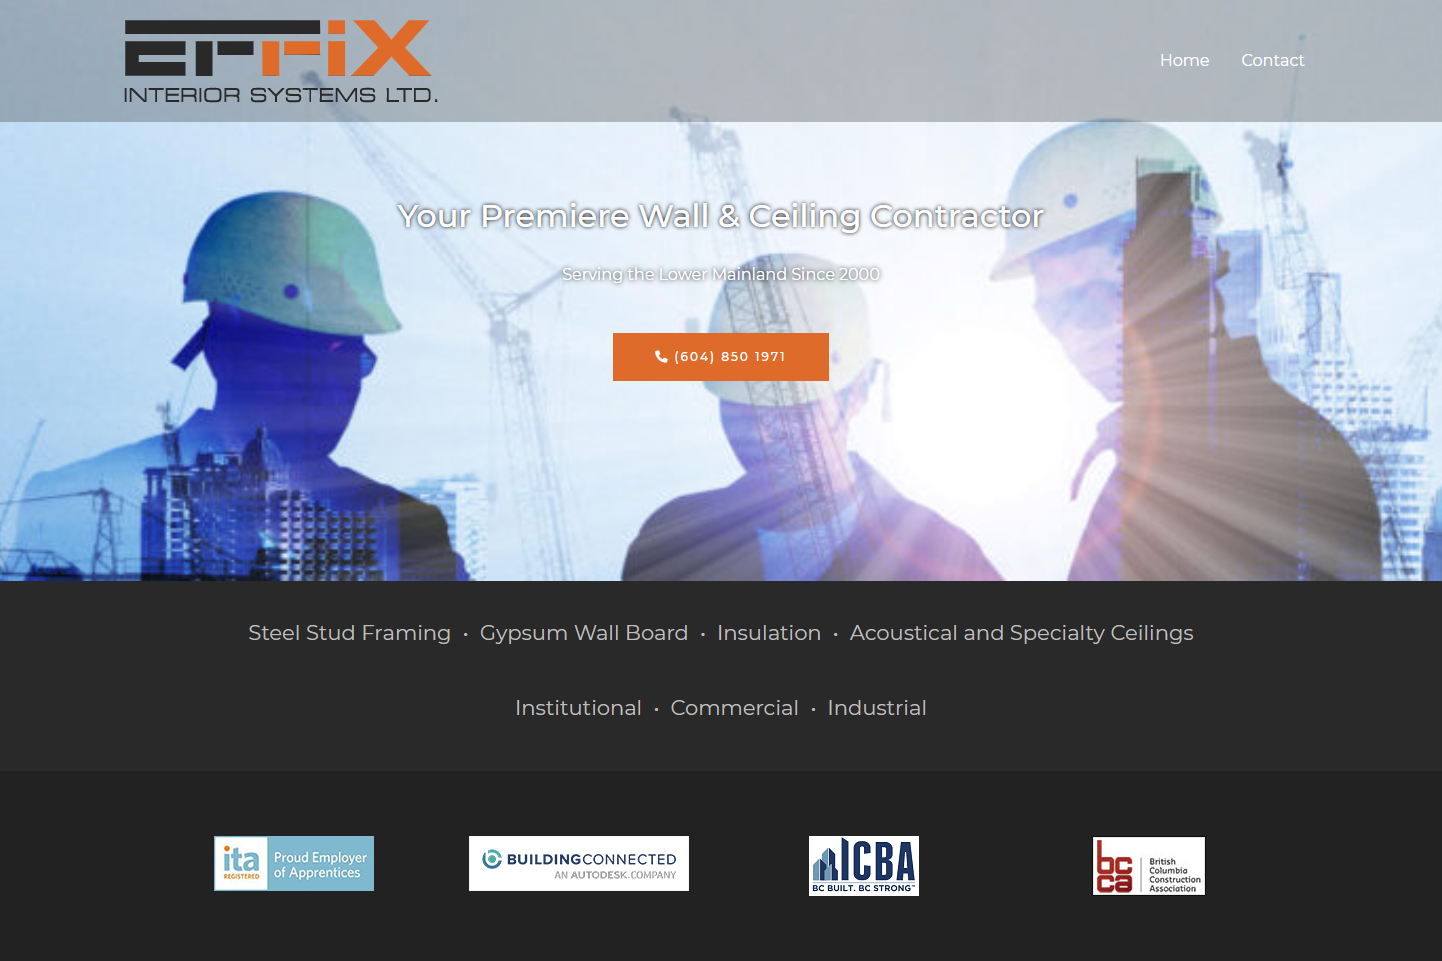 EFFIX
INTERIOR SYSTEMS LTD.
Home
Contact
Your Premiere Wall & Ceiling Contractor
Serving the Lower Mainland Since 2000
(604) 850 1971
Steel Stud Framing • Gypsum Wall Board • Insulation • Acoustical and Specialty Ceilings
Institutional • Commercial • Industrial
ita
REGISTERED
Proud Employer
of Apprentices
BUILDINGCONNECTED
AN AUTODESK COMPANY
ICBA
BC BUILT. BC STRONG™
bc
ca
British
Columbia
Construction
Association